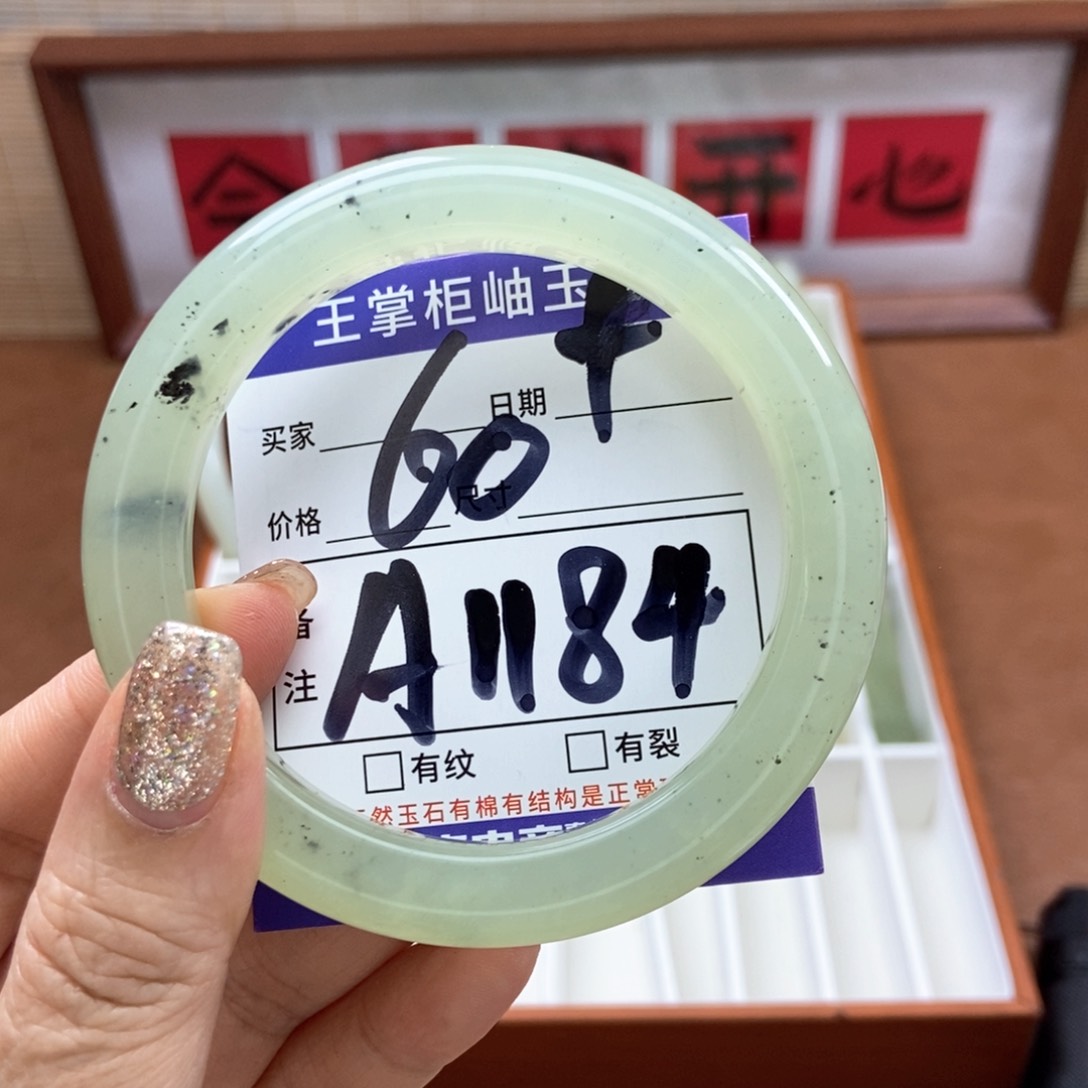 今 开 心
王掌柜岫玉
60+
买家 日期
价格 尺寸
备注
A1184
有纹 有裂
然玉石有棉有结构是正常